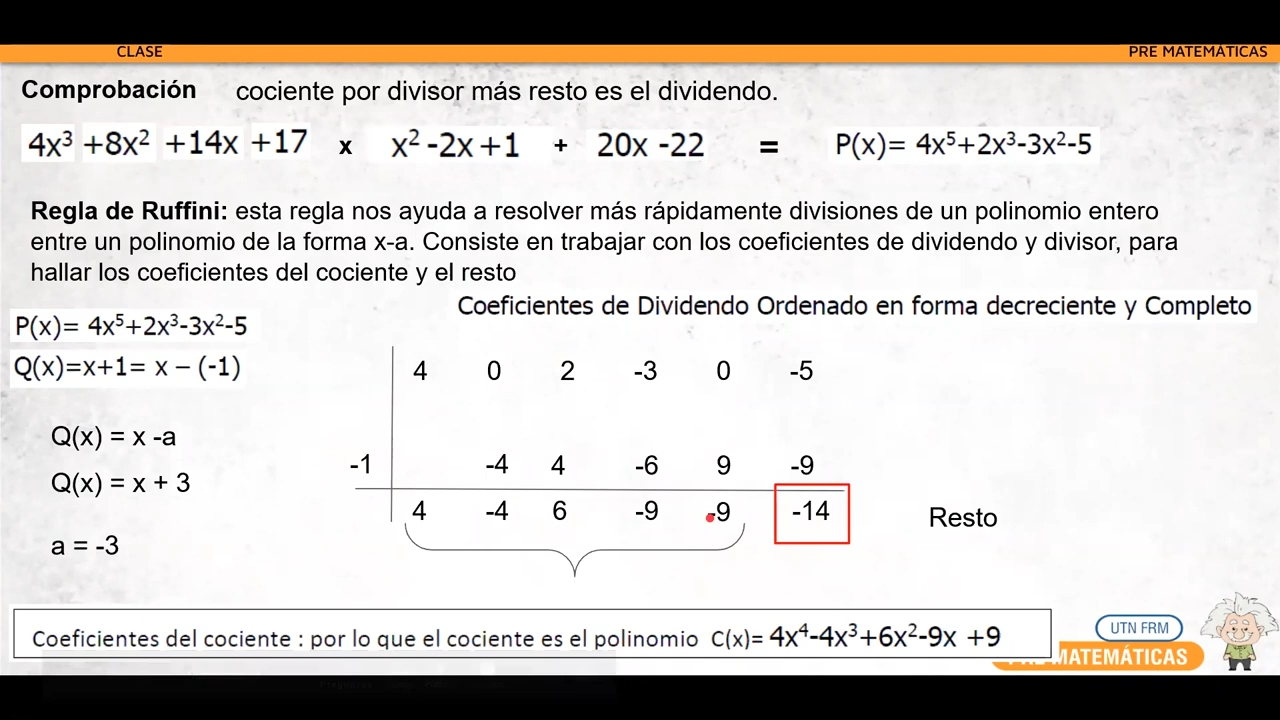 CLASE PRE MATEMÁTICAS
Comprobación cociente por divisor más resto es el dividendo.
4x³ +8x² +14x +17 x x² -2x +1 + 20x -22 = P(x)= 4x⁵+2x³-3x²-5
Regla de Ruffini: esta regla nos ayuda a resolver más rápidamente divisiones de un polinomio entero
entre un polinomio de la forma x-a. Consiste en trabajar con los coeficientes de dividendo y divisor, para
hallar los coeficientes del cociente y el resto
Coeficientes de Dividendo Ordenado en forma decreciente y Completo
P(x)= 4x⁵+2x³-3x²-5
Q(x)=x+1= x – (-1)
4 0 2 -3 0 -5
Q(x) = x -a
-1 -4 4 -6 9 -9
Q(x) = x + 3
4 -4 6 -9 -9 -14 Resto
a = -3
Coeficientes del cociente : por lo que el cociente es el polinomio C(x)= 4x⁴-4x³+6x²-9x +9
UTN FRM
PRE MATEMÁTICAS